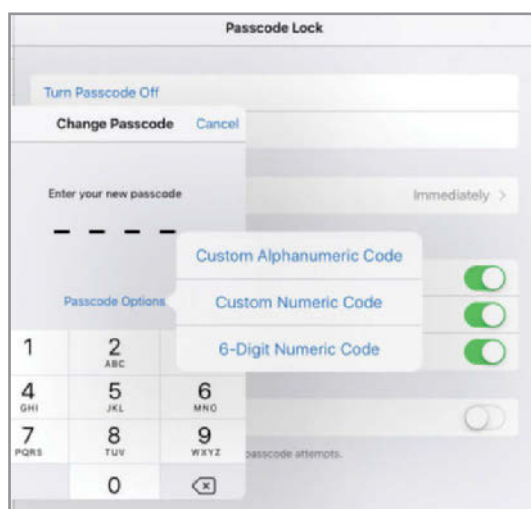 Passcode Lock
Turn Passcode Off
Change Passcode Cancel
Enter your new passcode
Immediately >
Custom Alphanumeric Code
Passcode Options
Custom Numeric Code
6-Digit Numeric Code
1 2
ABC
4 5 6
GHI JKL MNO
7 8 9
PQRS TUV WXYZ
passcode attempts.
0